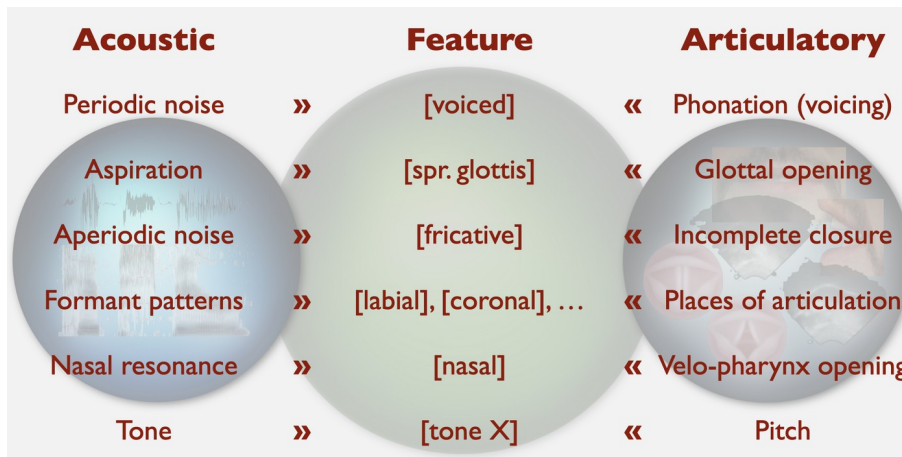 Acoustic Feature Articulatory
Periodic noise » [voiced] « Phonation (voicing)
Aspiration » [spr. glottis] « Glottal opening
Aperiodic noise » [fricative] « Incomplete closure
Formant patterns » [labial], [coronal], … « Places of articulation
Nasal resonance » [nasal] « Velo-pharynx opening
Tone » [tone X] « Pitch